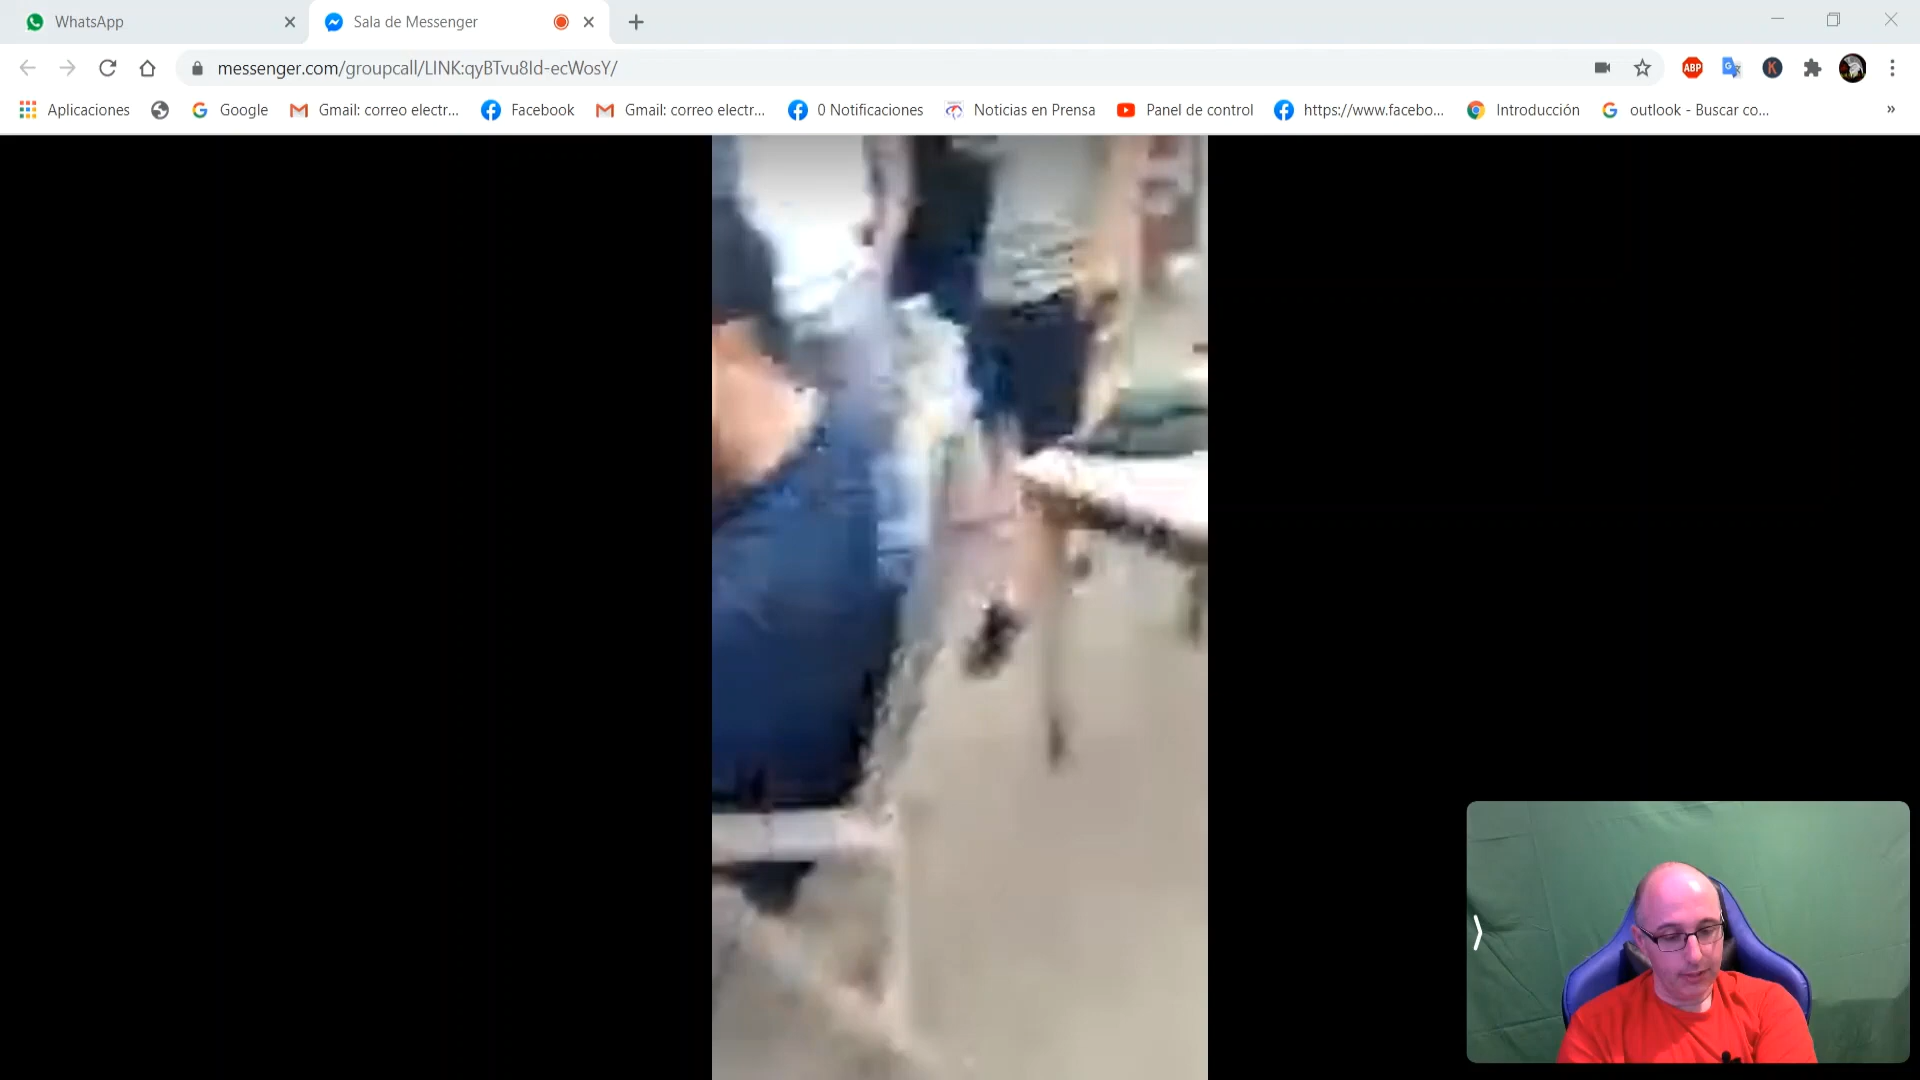 WhatsApp
Sala de Messenger
messenger.com/groupcall/LINK:qyBTvu8Id-ecWosY/
ABP
K
Aplicaciones
Google
Gmail: correo electr...
Facebook
Gmail: correo electr...
0 Notificaciones
Noticias en Prensa
Panel de control
https://www.facebo...
Introducción
outlook - Buscar co...